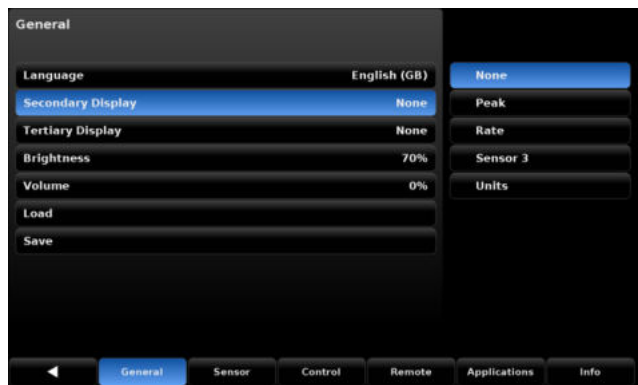 General
Language English (GB)
Secondary Display None
Tertiary Display None
Brightness 70%
Volume 0%
Load
Save
None
Peak
Rate
Sensor 3
Units
General Sensor Control Remote Applications Info